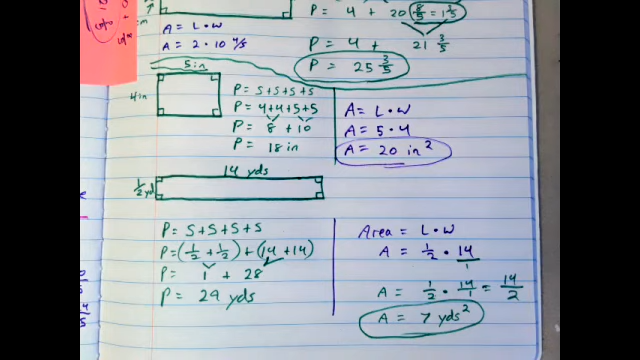 P = 4 + 20 8/5 = 1 3/5
A = L · W
A = 2 · 10 4/5
P = 4 + 21 3/5
P = 25 3/5
5 in
4 in
P = S + S + S + S
P = 4 + 4 + 5 + 5
P = 8 + 10
P = 18 in
A = L · W
A = 5 · 4
A = 20 in²
14 yds
1/2 yd
P = S + S + S + S
P = (1/2 + 1/2) + (14 + 14)
P = 1 + 28
P = 29 yds
Area = L · W
A = 1/2 · 14/1
A = 1/2 · 14/1 = 14/2
A = 7 yds²